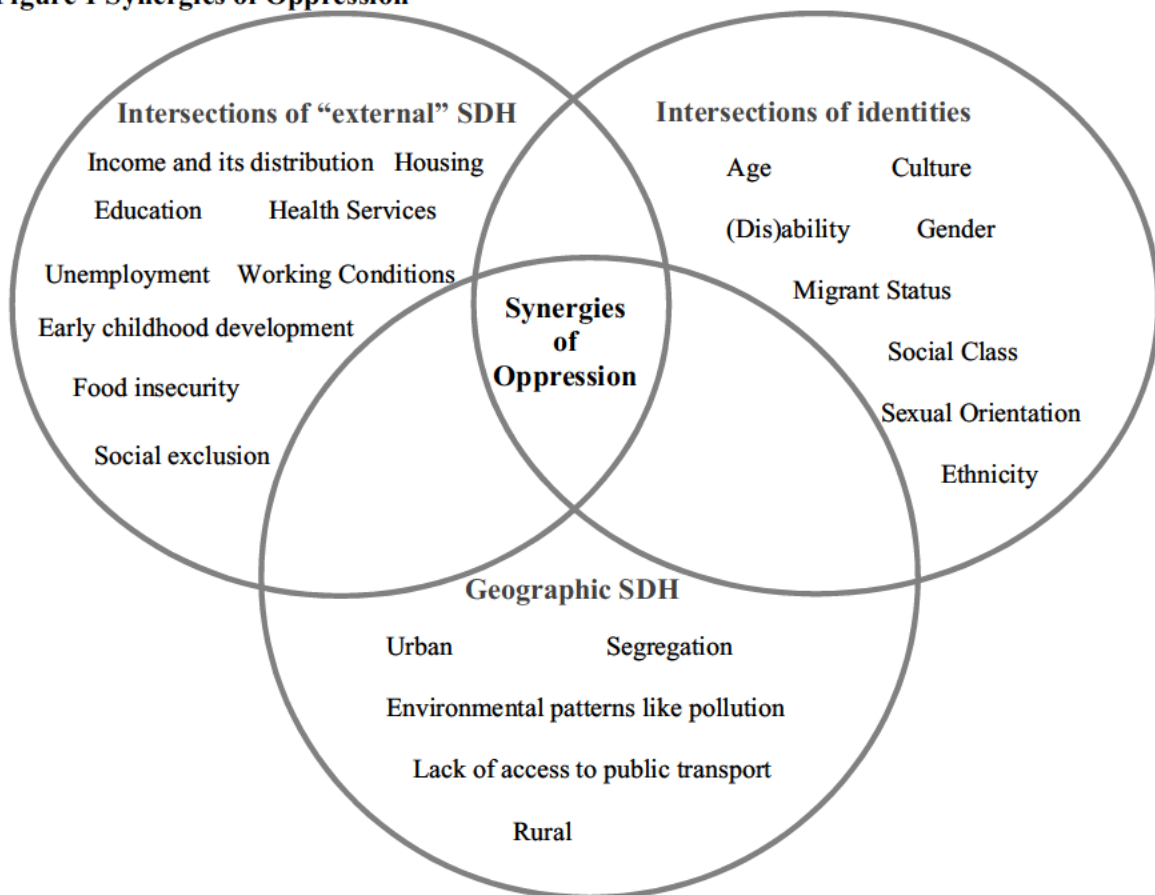 Figure 1 Synergies of Oppression
Intersections of “external” SDH
Income and its distribution Housing
Education Health Services
Unemployment Working Conditions
Early childhood development
Food insecurity
Social exclusion
Intersections of identities
Age Culture
(Dis)ability Gender
Migrant Status
Social Class
Sexual Orientation
Ethnicity
Synergies
of
Oppression
Geographic SDH
Urban Segregation
Environmental patterns like pollution
Lack of access to public transport
Rural